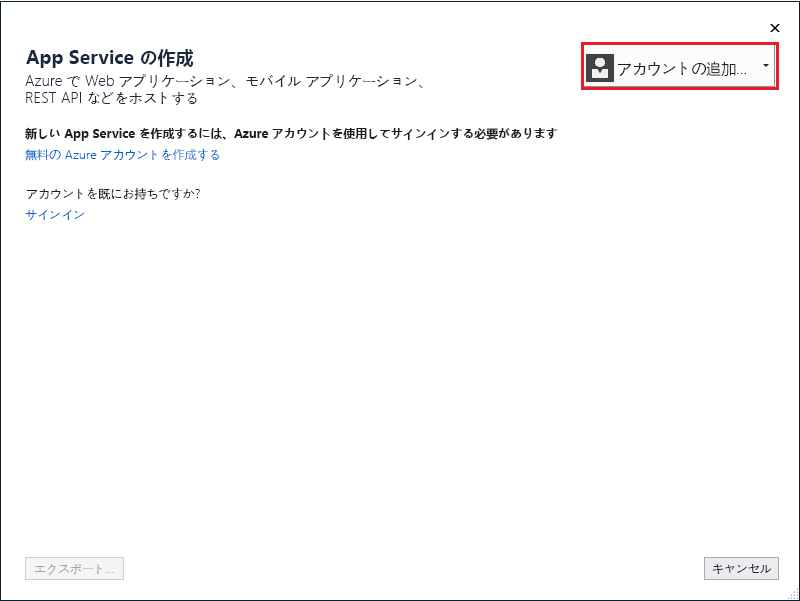 App Service の作成
アカウントの追加...
Azure で Web アプリケーション、モバイル アプリケーション、
REST API などをホストする
新しい App Service を作成するには、Azure アカウントを使用してサインインする必要があります
無料の Azure アカウントを作成する
アカウントを既にお持ちですか?
サインイン
エクスポート...
キャンセル